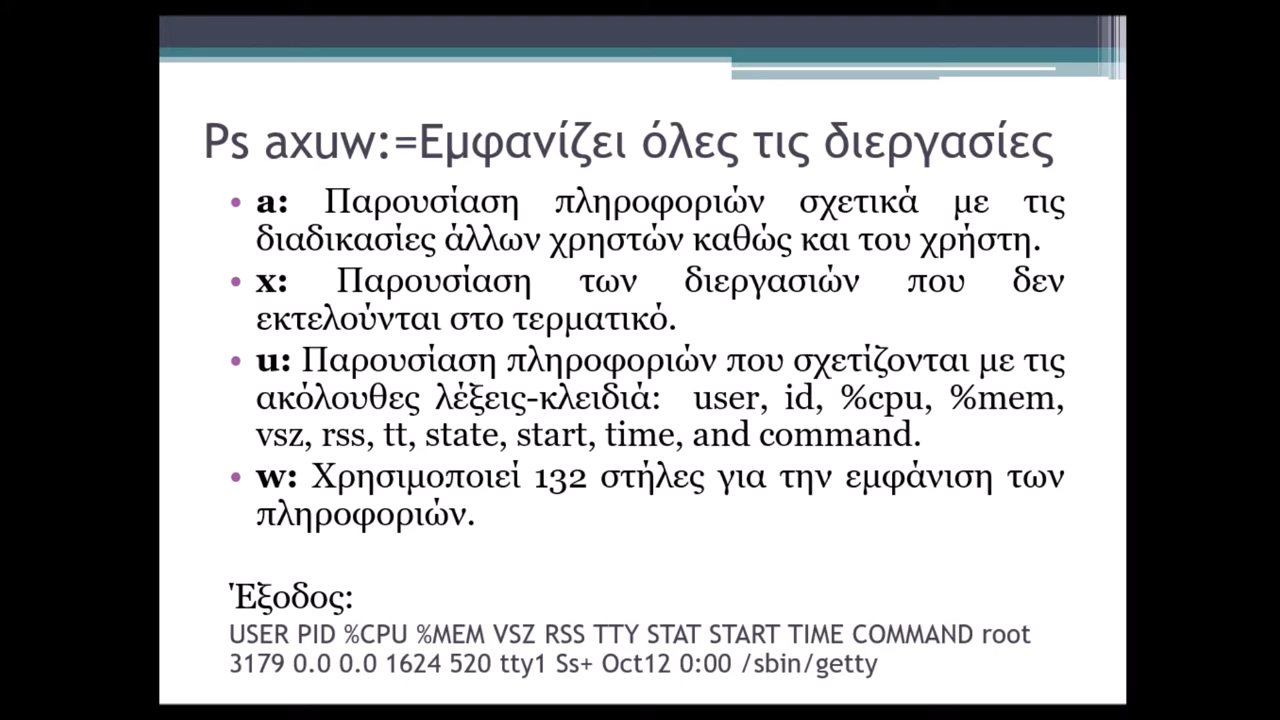 Ps axuw:=Εμφανίζει όλες τις διεργασίες
• a: Παρουσίαση πληροφοριών σχετικά με τις
διαδικασίες άλλων χρηστών καθώς και του χρήστη.
• x: Παρουσίαση των διεργασιών που δεν
εκτελούνται στο τερματικό.
• u: Παρουσίαση πληροφοριών που σχετίζονται με τις
ακόλουθες λέξεις-κλειδιά: user, id, %cpu, %mem,
vsz, rss, tt, state, start, time, and command.
• w: Χρησιμοποιεί 132 στήλες για την εμφάνιση των
πληροφοριών.
Έξοδος:
USER PID %CPU %MEM VSZ RSS TTY STAT START TIME COMMAND root
3179 0.0 0.0 1624 520 tty1 Ss+ Oct12 0:00 /sbin/getty